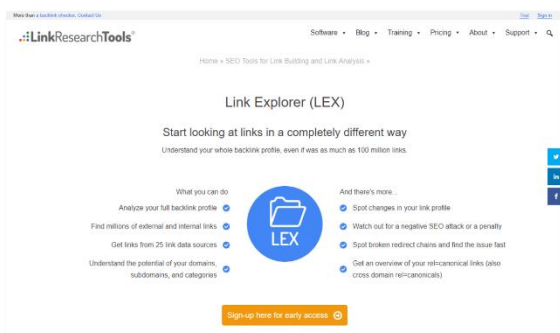 More than a backlink checker, Contact Us
Trial Sign in
LinkResearchTools®
Software Blog Training Pricing About Support
Home » SEO Tools for Link Building and Link Analysis »
Link Explorer (LEX)
Start looking at links in a completely different way
Understand your whole backlink profile, even if was as much as 100 million links.
What you can do
Analyze your full backlink profile
Find millions of external and internal links
Get links from 25 link data sources
Understand the potential of your domains,
subdomains, and categories
LEX
And there's more...
Spot changes in your link profile
Watch out for a negative SEO attack or a penalty
Spot broken redirect chains and find the issue fast
Get an overview of your rel=canonical links (also
cross domain rel=canonicals)
Sign-up here for early access